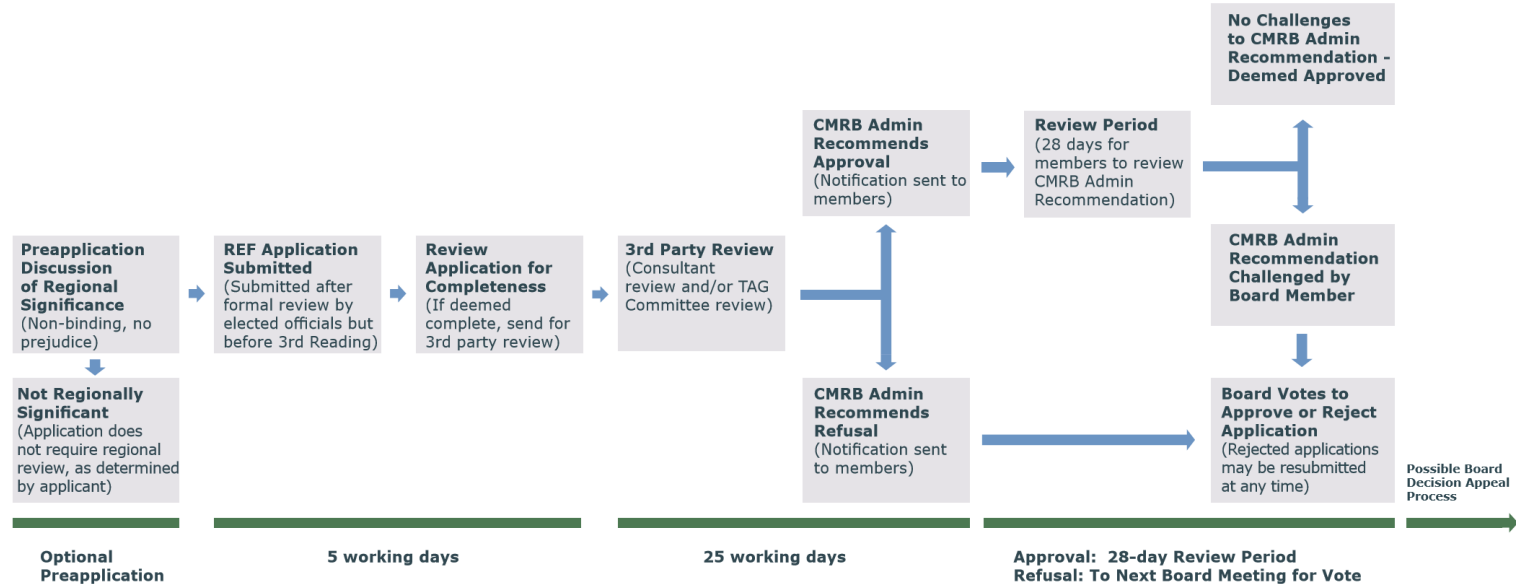 Preapplication
Discussion
of Regional
Significance
(Non-binding, no
prejudice)
Not Regionally
Significant
(Application does
not require regional
review, as determined
by applicant)
REF Application
Submitted
(Submitted after
formal review by
elected officials but
before 3rd Reading)
Review
Application for
Completeness
(If deemed
complete, send for
3rd party review)
3rd Party Review
(Consultant
review and/or TAG
Committee review)
CMRB Admin
Recommends
Approval
(Notification sent to
members)
CMRB Admin
Recommends
Refusal
(Notification sent
to members)
Review Period
(28 days for
members to review
CMRB Admin
Recommendation)
No Challenges
to CMRB Admin
Recommendation -
Deemed Approved
CMRB Admin
Recommendation
Challenged by
Board Member
Board Votes to
Approve or Reject
Application
(Rejected applications
may be resubmitted
at any time)
Possible Board
Decision Appeal
Process
Optional
Preapplication
5 working days
25 working days
Approval: 28-day Review Period
Refusal: To Next Board Meeting for Vote